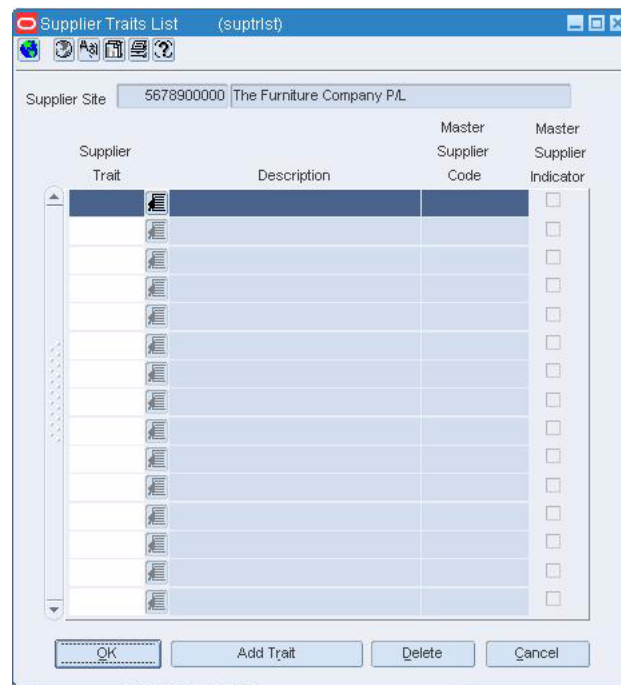 Supplier Traits List (suptrlst)
Supplier Site 5678900000 The Furniture Company P/L
Master Master
Supplier Supplier Supplier
Trait Description Code Indicator
OK Add Trait Delete Cancel